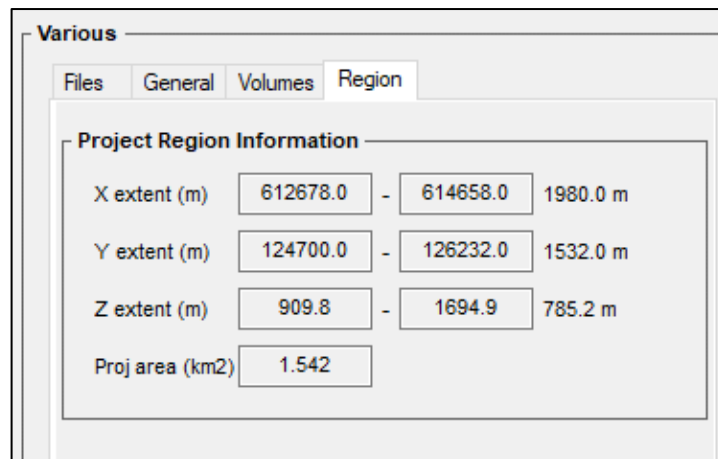 Various
Files General Volumes Region
Project Region Information
X extent (m) 612678.0 - 614658.0 1980.0 m
Y extent (m) 124700.0 - 126232.0 1532.0 m
Z extent (m) 909.8 - 1694.9 785.2 m
Proj area (km2) 1.542